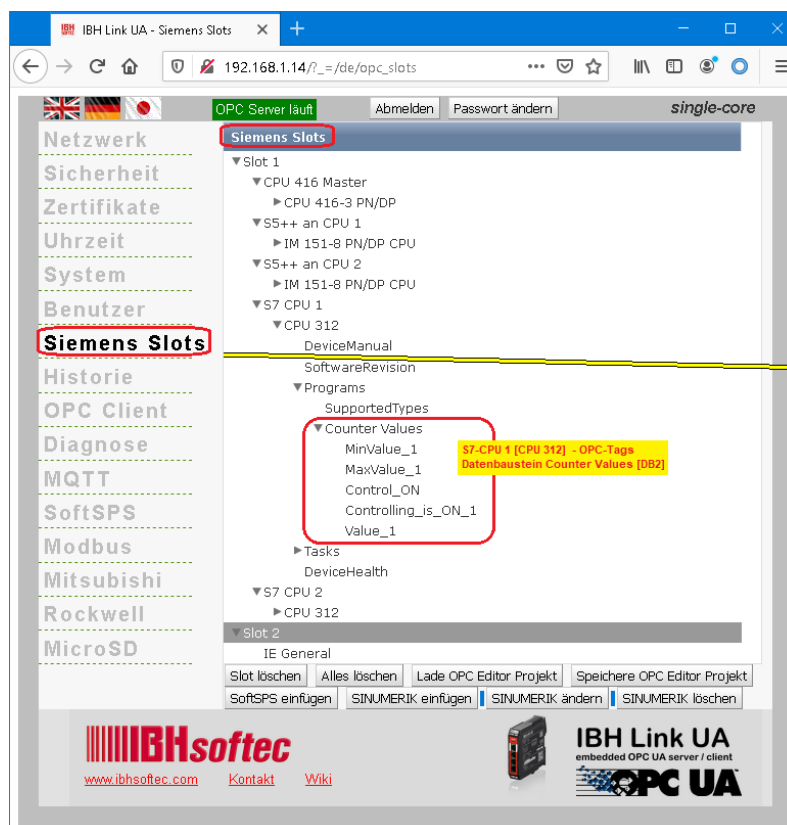 IBH Link UA - Siemens Slots
192.168.1.14/?_=/de/opc_slots
OPC Server läuft
Abmelden
Passwort ändern
single-core
Netzwerk
Sicherheit
Zertifikate
Uhrzeit
System
Benutzer
Siemens Slots
Historie
OPC Client
Diagnose
MQTT
SoftSPS
Modbus
Mitsubishi
Rockwell
MicroSD
Siemens Slots
Slot 1
CPU 416 Master
CPU 416-3 PN/DP
S5++ an CPU 1
IM 151-8 PN/DP CPU
S5++ an CPU 2
IM 151-8 PN/DP CPU
S7 CPU 1
CPU 312
DeviceManual
SoftwareRevision
Programs
SupportedTypes
Counter Values
MinValue_1
MaxValue_1
Control_ON
Controlling_is_ON_1
Value_1
S7-CPU 1 [CPU 312] - OPC-Tags
Datenbaustein Counter Values [DB2]
Tasks
DeviceHealth
S7 CPU 2
CPU 312
Slot 2
IE General
Slot löschen
Alles löschen
Lade OPC Editor Projekt
Speichere OPC Editor Projekt
SoftSPS einfügen
SINUMERIK einfügen
SINUMERIK ändern
SINUMERIK löschen
IBHsoftec
www.ibhsoftec.com
Kontakt
Wiki
IBH Link UA
embedded OPC UA server / client
OPC UA